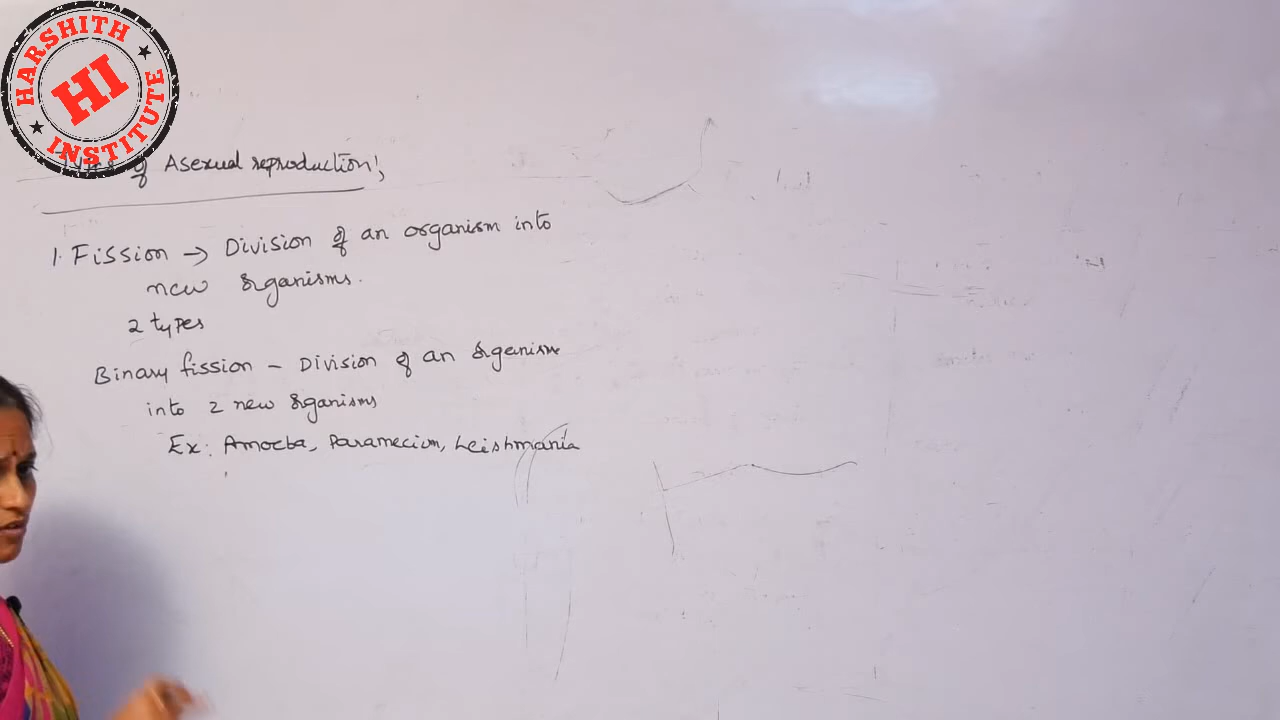 HARSHITH
HI
INSTITUTE
Types of Asexual reproduction;
1. Fission → Division of an organism into
new organisms.
2 types
Binary fission - Division of an organism
into 2 new organisms
Ex: Amoeba, Paramecium, Leishmania